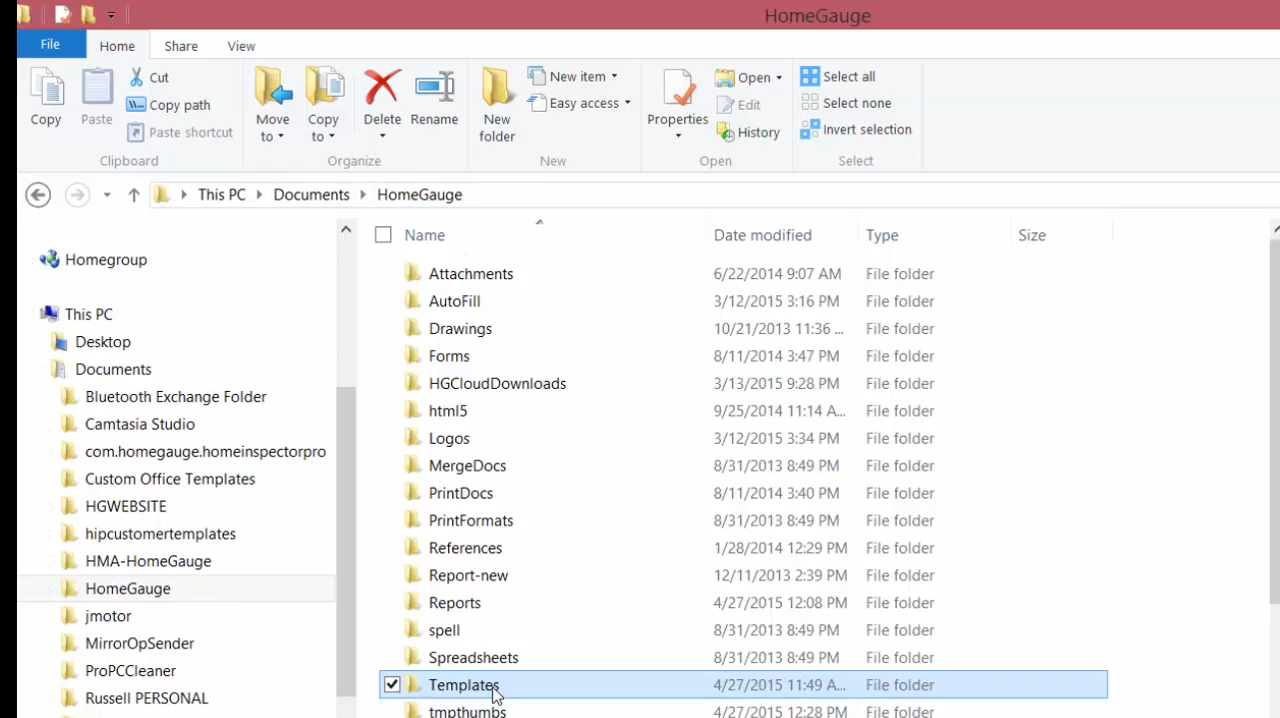 HomeGauge
File Home Share View
Copy Paste Cut Copy path Paste shortcut Move to Copy to Delete Rename New folder New item Easy access Properties Open Edit History Select all Select none Invert selection
Clipboard Organize New Open Select
This PC Documents HomeGauge
Name Date modified Type Size
Homegroup
This PC
Desktop
Documents
Bluetooth Exchange Folder
Camtasia Studio
com.homegauge.homeinspectorpro
Custom Office Templates
HGWEBSITE
hipcustomertemplates
HMA-HomeGauge
HomeGauge
jmotor
MirrorOpSender
ProPCCleaner
Russell PERSONAL
Attachments 6/22/2014 9:07 AM File folder
AutoFill 3/12/2015 3:16 PM File folder
Drawings 10/21/2013 11:36 ... File folder
Forms 8/11/2014 3:47 PM File folder
HGCloudDownloads 3/13/2015 9:28 PM File folder
html5 9/25/2014 11:14 A... File folder
Logos 3/12/2015 3:34 PM File folder
MergeDocs 8/31/2013 8:49 PM File folder
PrintDocs 8/11/2014 3:40 PM File folder
PrintFormats 8/31/2013 8:49 PM File folder
References 1/28/2014 12:29 PM File folder
Report-new 12/11/2013 2:39 PM File folder
Reports 4/27/2015 12:08 PM File folder
spell 8/31/2013 8:49 PM File folder
Spreadsheets 8/31/2013 8:49 PM File folder
Templates 4/27/2015 11:49 A... File folder
tmpthumbs 4/27/2015 12:28 PM File folder